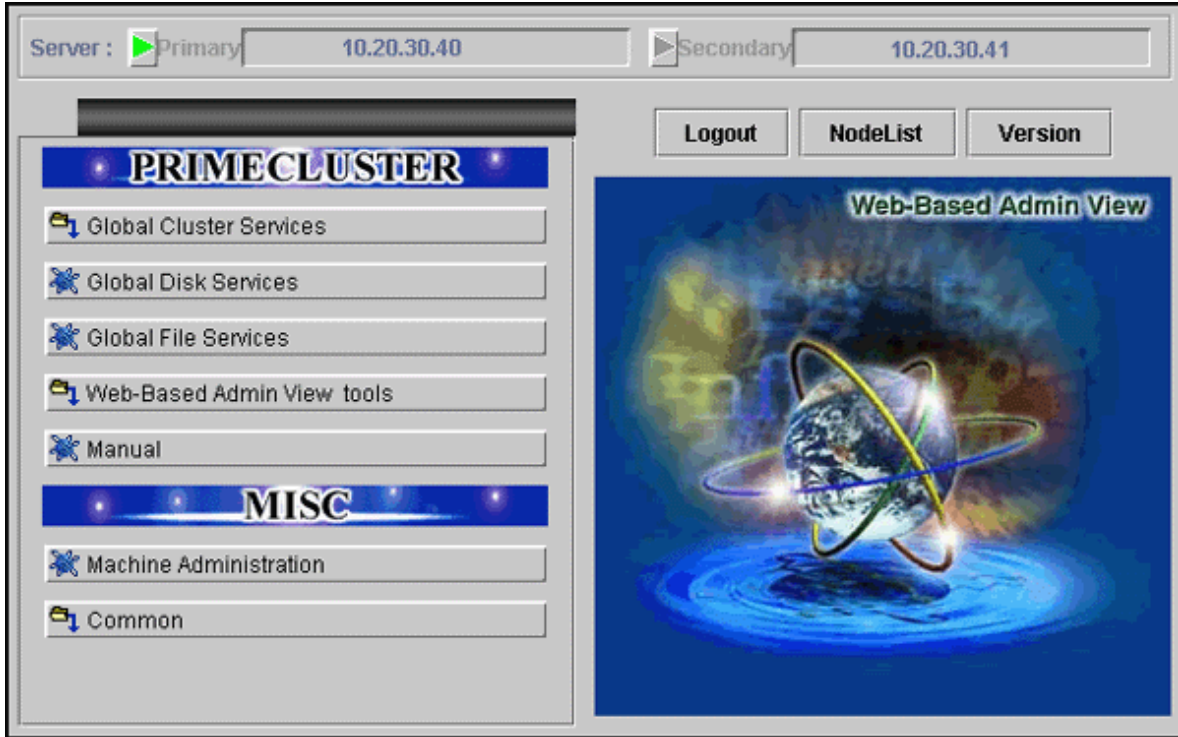 Server : Primary 10.20.30.40 Secondary 10.20.30.41
Logout NodeList Version
PRIMECLUSTER
Global Cluster Services
Global Disk Services
Global File Services
Web-Based Admin View tools
Manual
MISC
Machine Administration
Common
Web-Based Admin View
ased